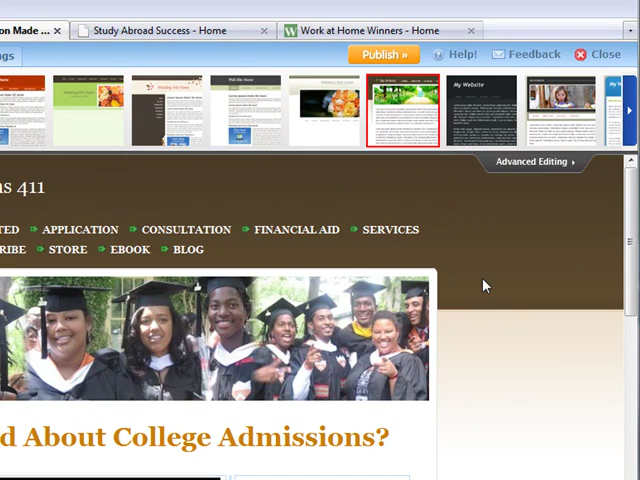 on Made ... × Study Abroad Success - Home × Work at Home Winners - Home ×
gs Publish » Help! Feedback Close
My Website
Advanced Editing
ns 411
TED APPLICATION CONSULTATION FINANCIAL AID SERVICES
RIBE STORE EBOOK BLOG
d About College Admissions?